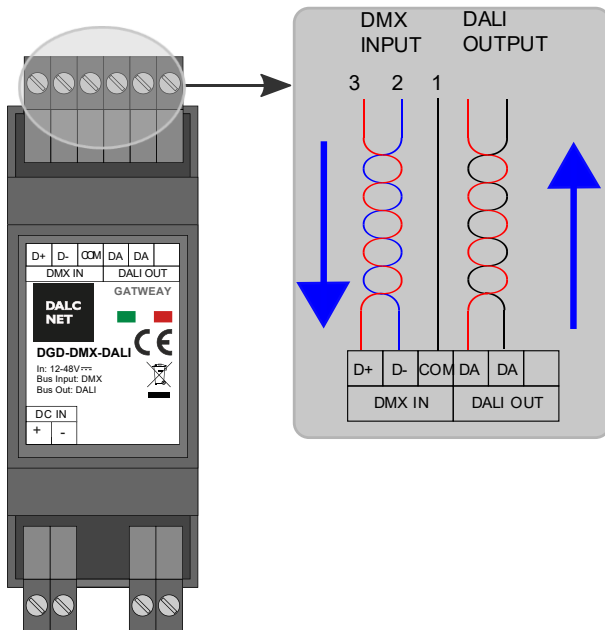 D+ D- COM DA DA
DMX IN DALI OUT
DALC
NET
GATWEAY
DGD-DMX-DALI CE
In: 12-48V
Bus Input: DMX
Bus Out: DALI
DC IN
+ -
DMX
INPUT
DALI
OUTPUT
3 2 1
D+ D- COM DA DA
DMX IN DALI OUT